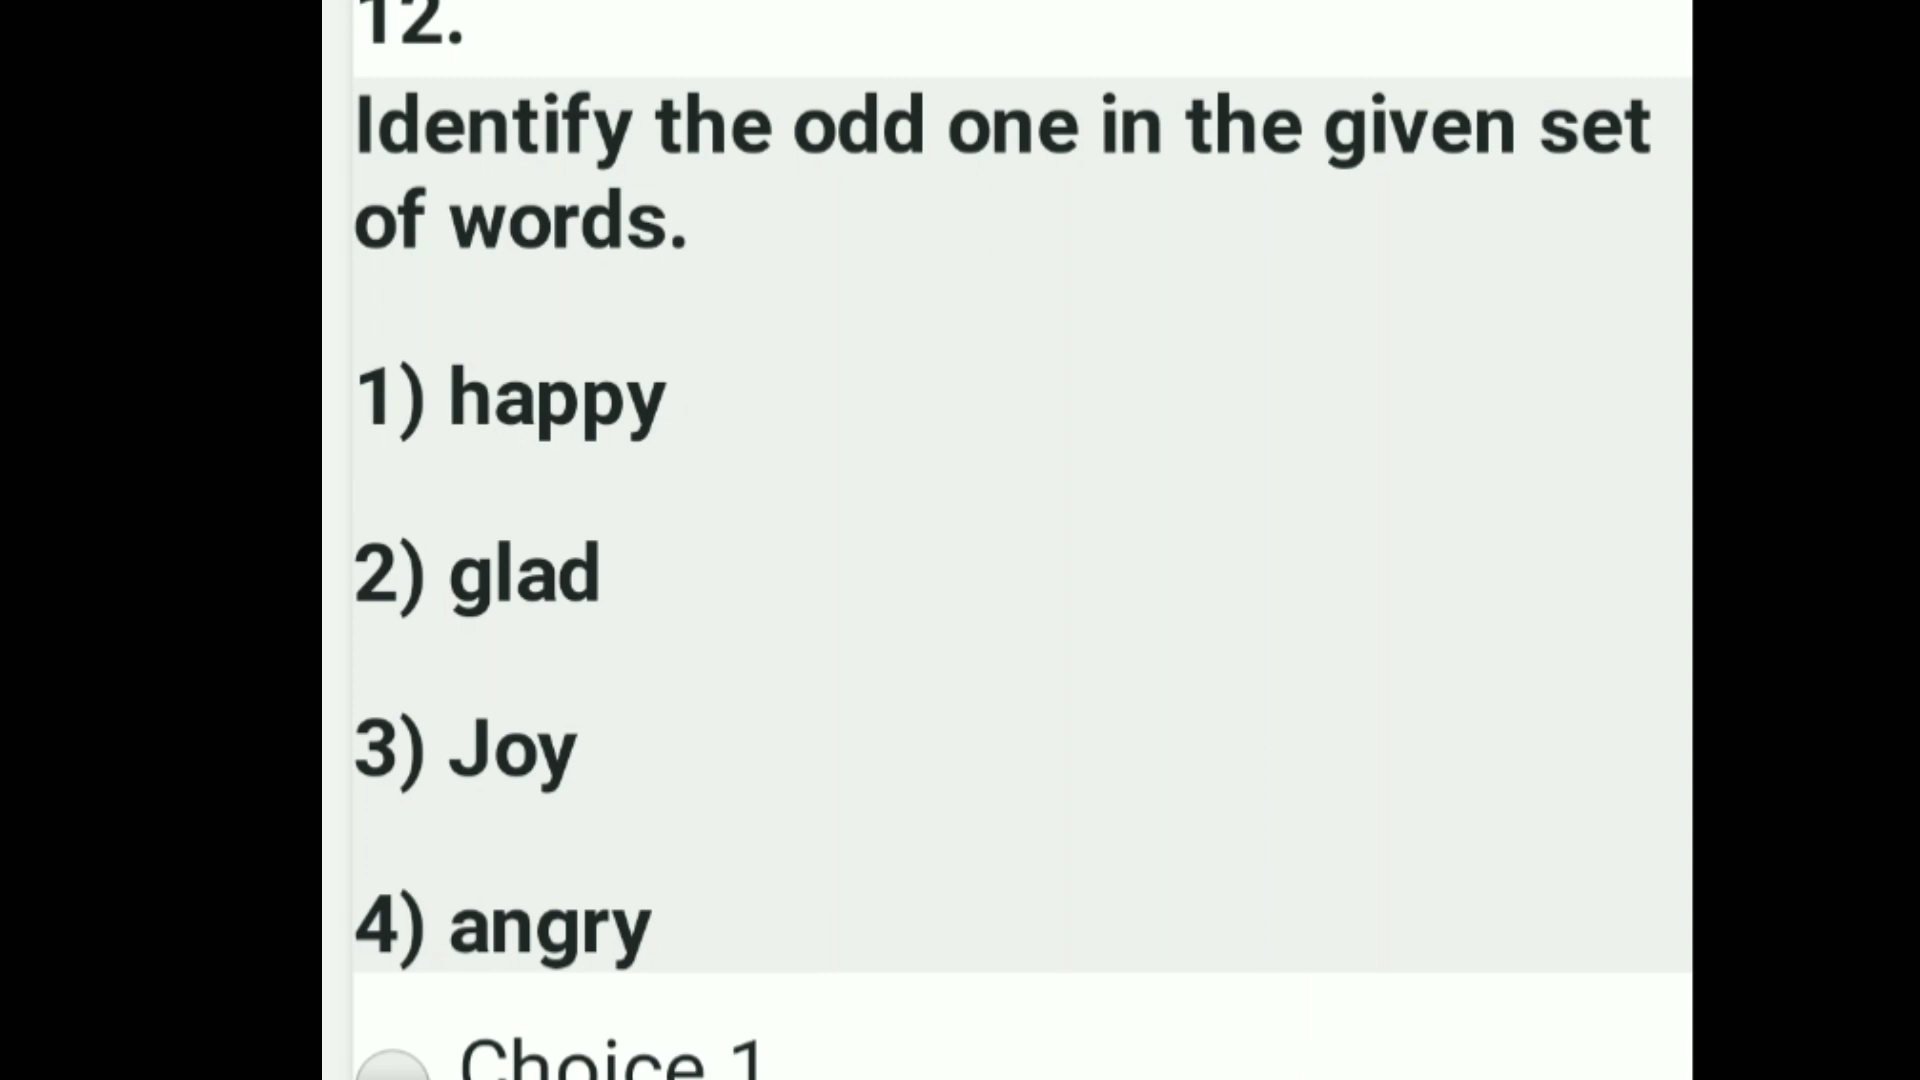 12.
Identify the odd one in the given set
of words.
1) happy
2) glad
3) Joy
4) angry
Choice 1